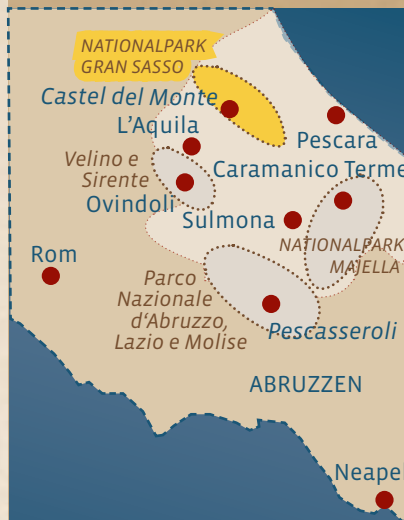 NATIONALPARK
GRAN SASSO
Castel del Monte
L'Aquila
Pescara
Velino e
Sirente
Caramanico Terme
Ovindoli
Sulmona
NATIONALPARK
MAJELLA
Rom
Parco
Nazionale
d'Abruzzo,
Lazio e Molise
Pescasseroli
ABRUZZEN
Neapel